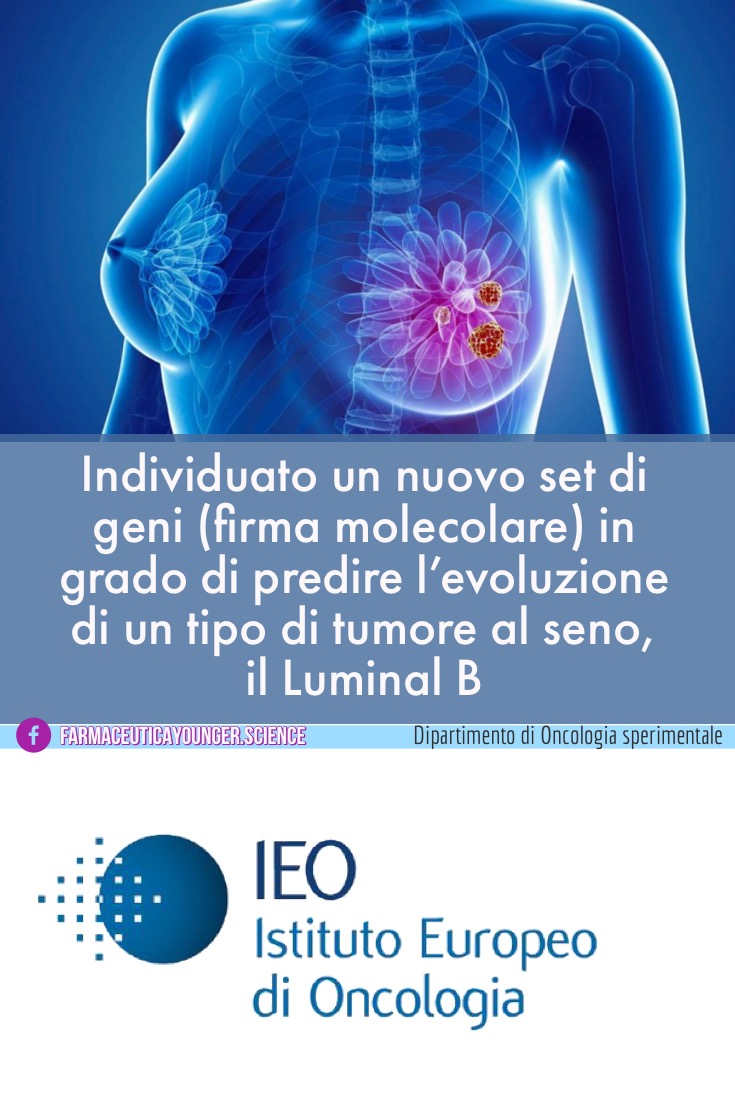 Individuato un nuovo set di
geni (firma molecolare) in
grado di predire l’evoluzione
di un tipo di tumore al seno,
il Luminal B
f FARMACEUTICAYOUNGER.SCIENCE
Dipartimento di Oncologia sperimentale
IEO
Istituto Europeo
di Oncologia